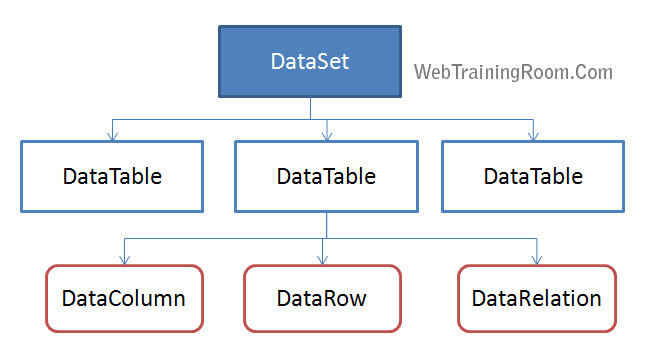 DataSet
WebTrainingRoom.Com
DataTable
DataTable
DataTable
DataColumn
DataRow
DataRelation